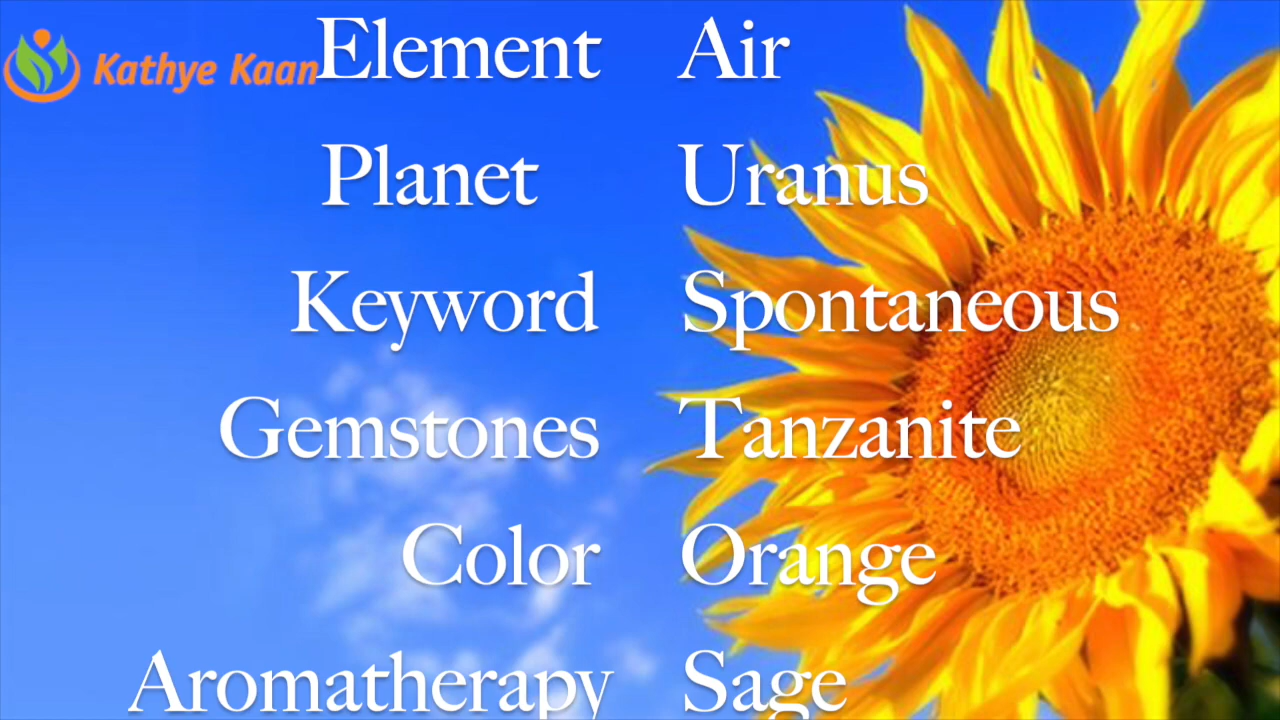 Kathye Kaan
Element Air
Planet Uranus
Keyword Spontaneous
Gemstones Tanzanite
Color Orange
Aromatherapy Sage